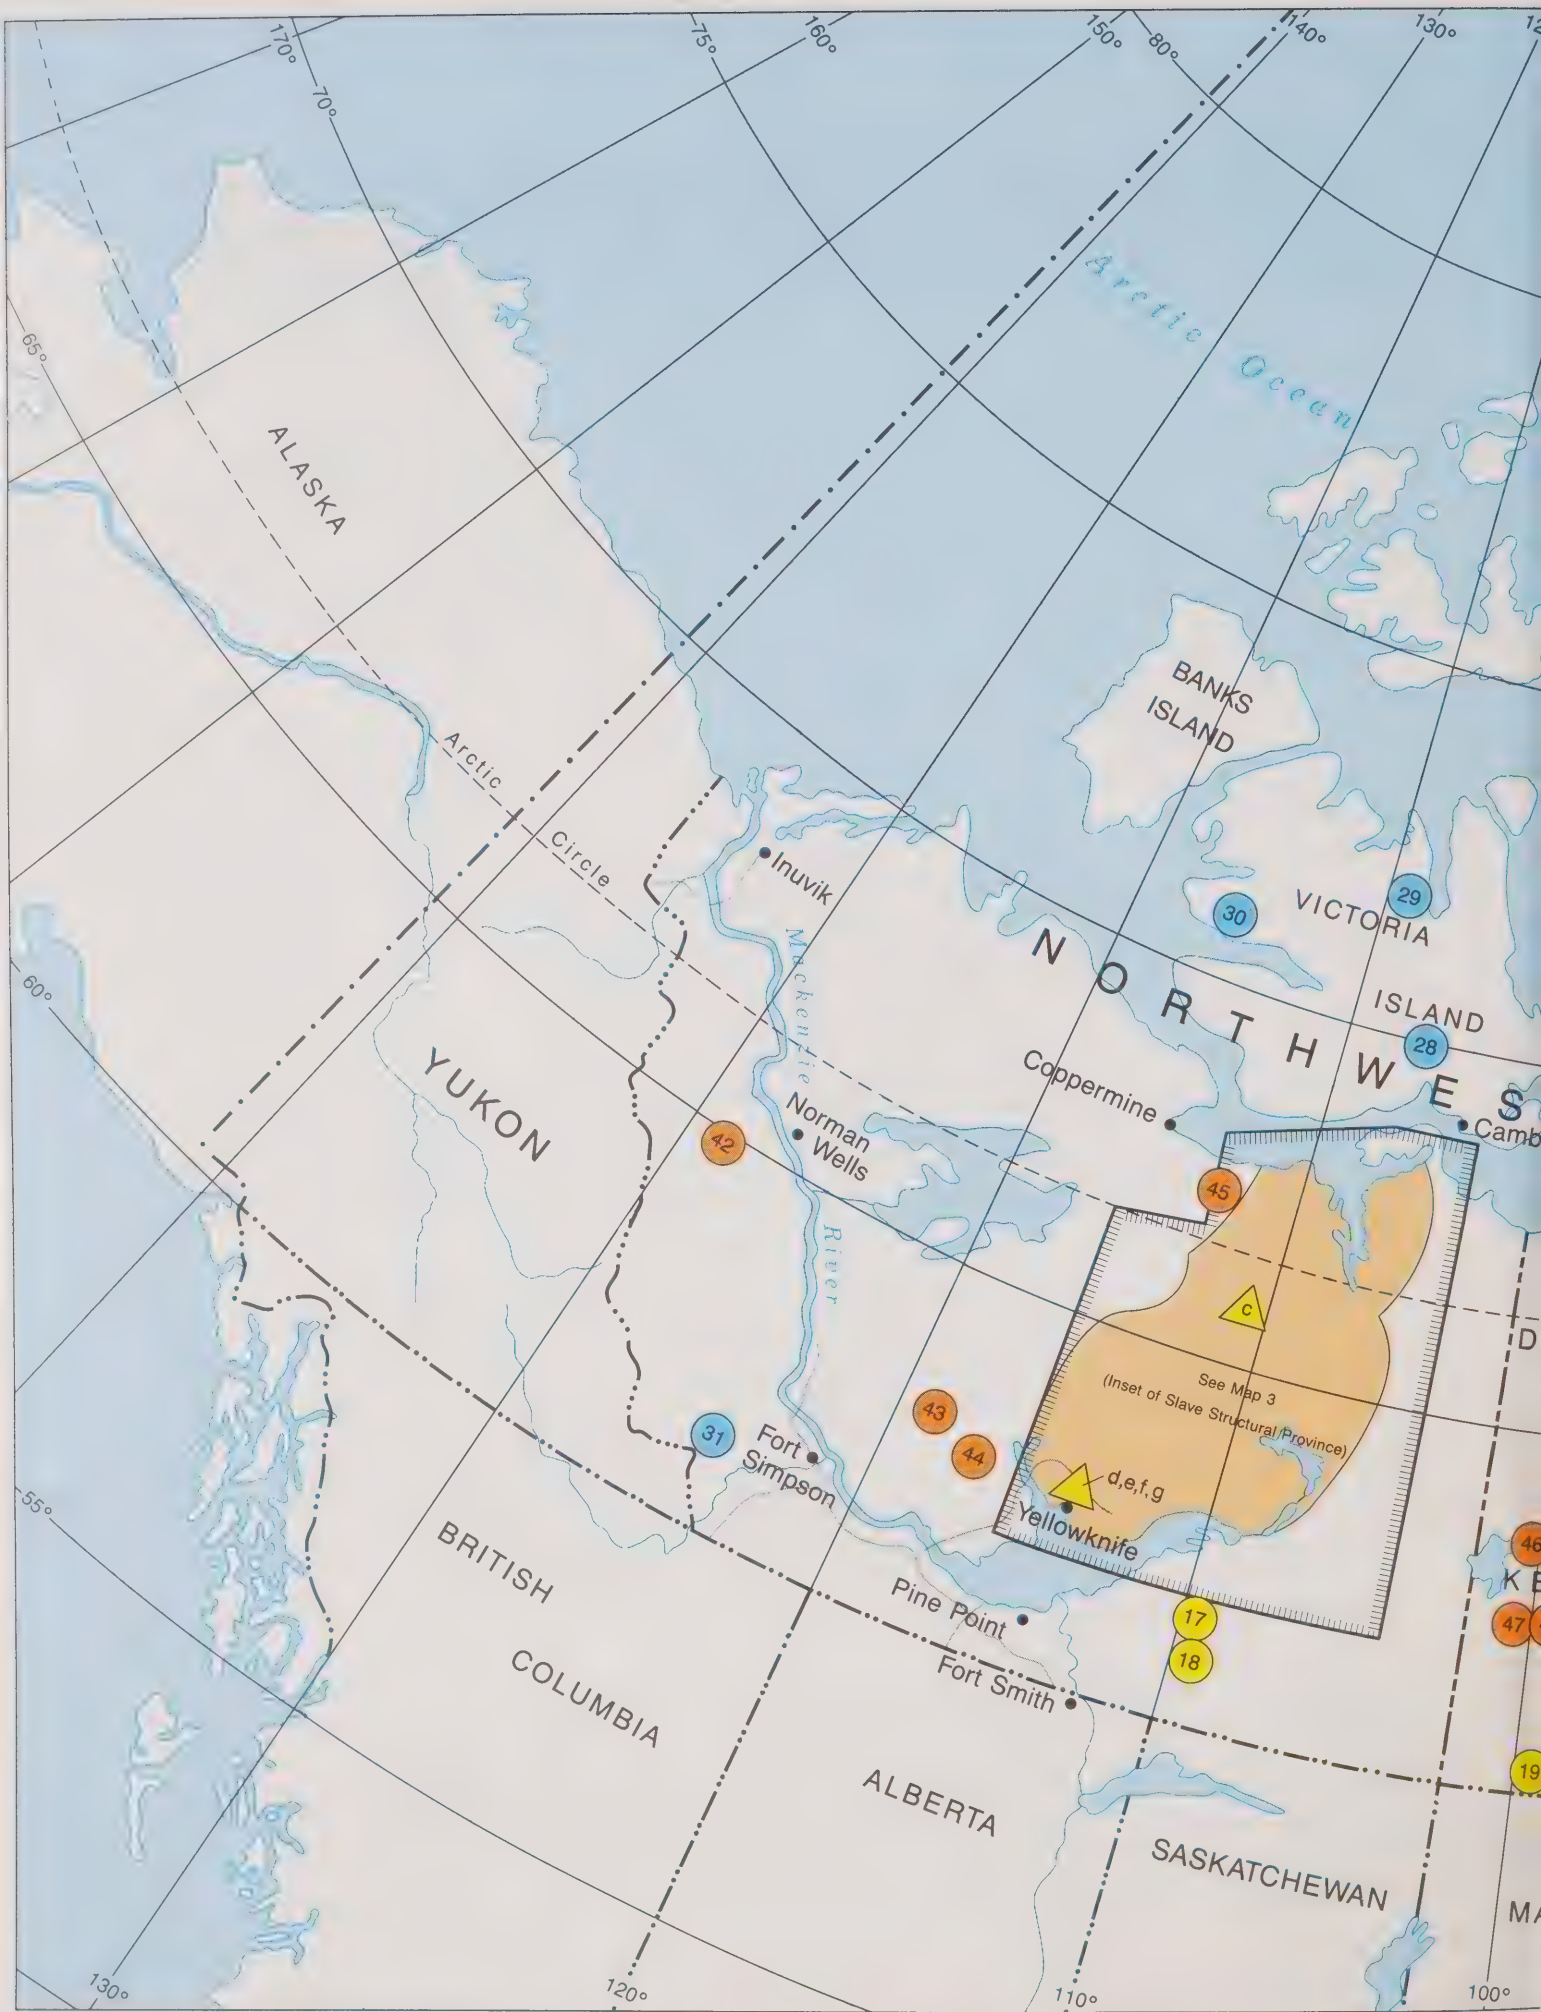 170°
70°
75°
160°
150°
80°
140°
130°
65°
Arctic Ocean
ALASKA
BANKS
ISLAND
Arctic Circle
Inuvik
30
29
VICTORIA
ISLAND
28
60°
Mackenzie River
NORTHWES
YUKON
Coppermine
Camb
42
Norman
Wells
45
c
D
See Map 3
(Inset of Slave Structural Province)
43
44
31
Fort
Simpson
d,e,f,g
Yellowknife
55°
46
K E
47
BRITISH
COLUMBIA
Pine Point
17
18
Fort Smith
19
ALBERTA
SASKATCHEWAN
MA
130°
120°
110°
100°